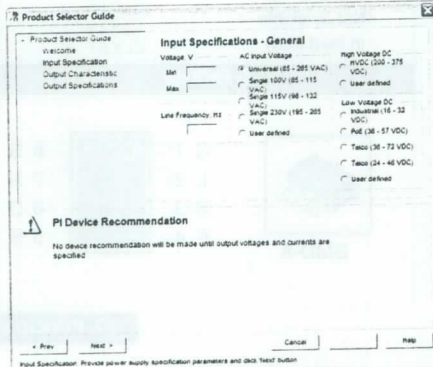 Product Selector Guide
Product Selector Guide
Welcome
Input Specification
Output Characteristic
Output Specifications
Input Specifications - General
Voltage, V
Min
Max
Line Frequency, Hz
AC Input Voltage
Universal (85 - 265 VAC)
Single 100V (85 - 115 VAC)
Single 115V (98 - 132 VAC)
Single 230V (195 - 265 VAC)
User defined
High Voltage DC
HVDC (200 - 375 VDC)
User defined
Low Voltage DC
Industrial (16 - 32 VDC)
PoE (36 - 57 VDC)
Telco (36 - 72 VDC)
Telco (24 - 48 VDC)
User defined
PI Device Recommendation
No device recommendation will be made until output voltages and currents are
specified
< Prev
Next >
Cancel
Help
Input Specification: Provide power supply specification parameters and click 'Next' button